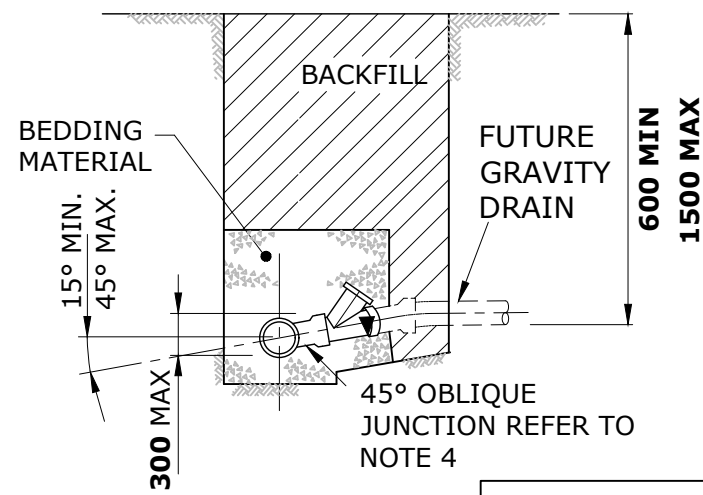 BACKFILL
BEDDING
MATERIAL
FUTURE
GRAVITY
DRAIN
600 MIN
1500 MAX
15° MIN.
45° MAX.
300 MAX
45° OBLIQUE
JUNCTION REFER TO
NOTE 4